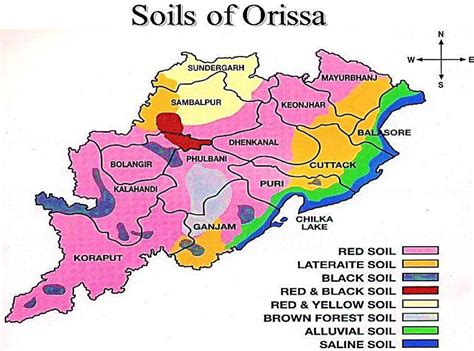 Soils of Orissa
N
W E
S
SUNDERGARH
MAYURBHANJ
SAMBALPUR
KEONJHAR
BALASORE
DHENKANAL
BOLANGIR
PHULBANI
CUTTACK
KALAHANDI
PURI
CHILKA
LAKE
GANJAM
KORAPUT
RED SOIL
LATERAITE SOIL
BLACK SOIL
RED & BLACK SOIL
RED & YELLOW SOIL
BROWN FOREST SOIL
ALLUVIAL SOIL
SALINE SOIL